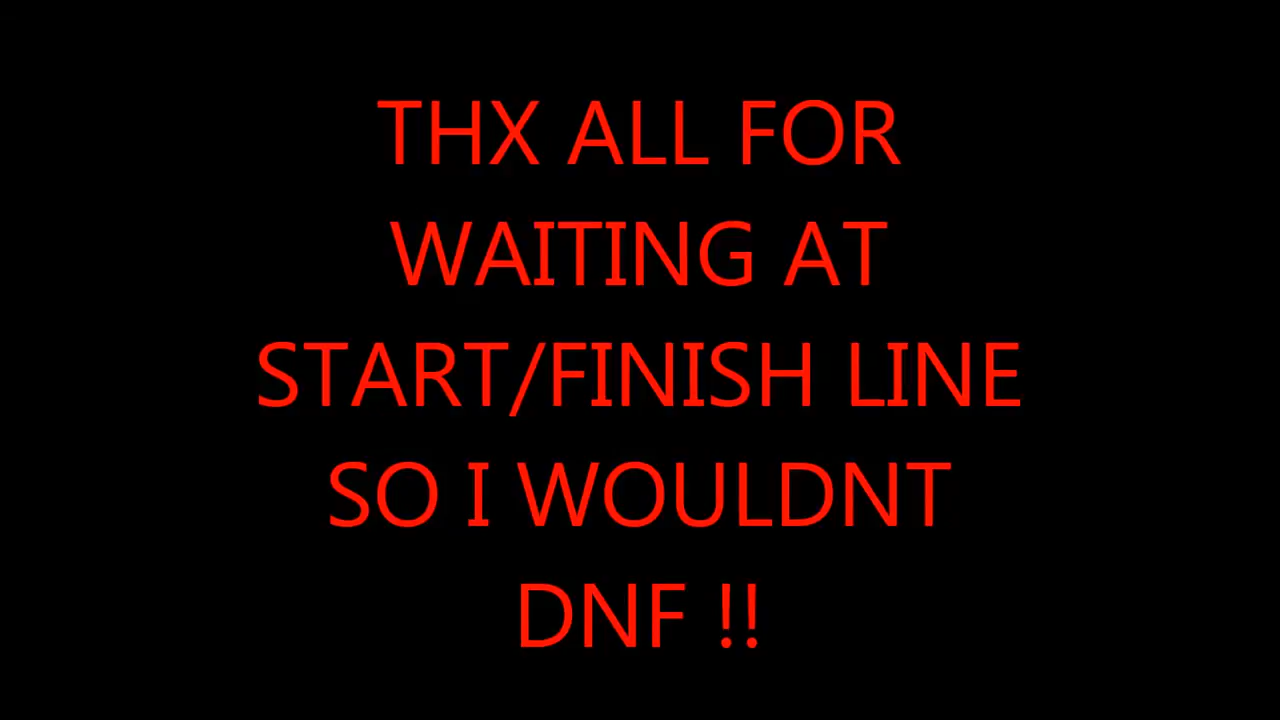 THX ALL FOR
WAITING AT
START/FINISH LINE
SO I WOULDNT
DNF !!